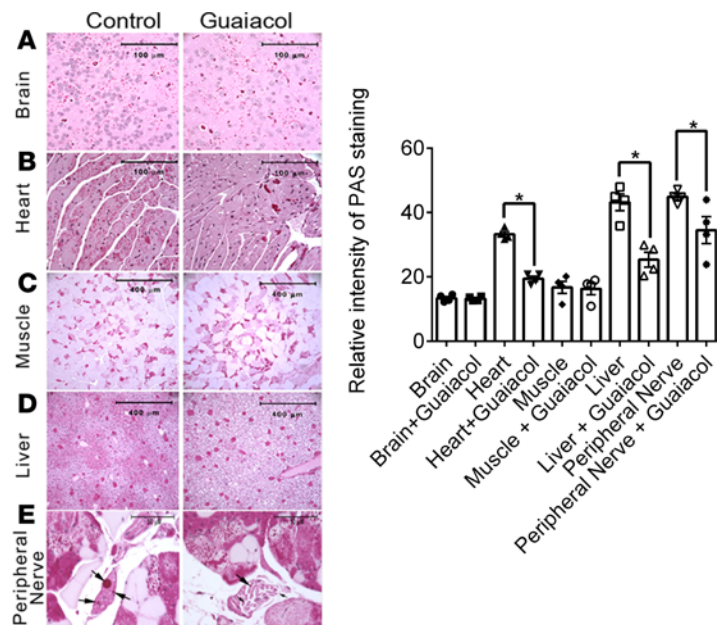 Control Guaiacol
A
Brain
100 µm
100 µm
B
Heart
100 µm
100 µm
C
Muscle
400 µm
400 µm
D
Liver
400 µm
400 µm
E
Peripheral
Nerve
Relative intensity of PAS staining
60
40
20
0
*
*
*
Brain
Brain+Guaiacol
Heart
Heart+Guaiacol
Muscle
Muscle + Guaiacol
Liver
Liver + Guaiacol
Peripheral Nerve
Peripheral Nerve + Guaiacol